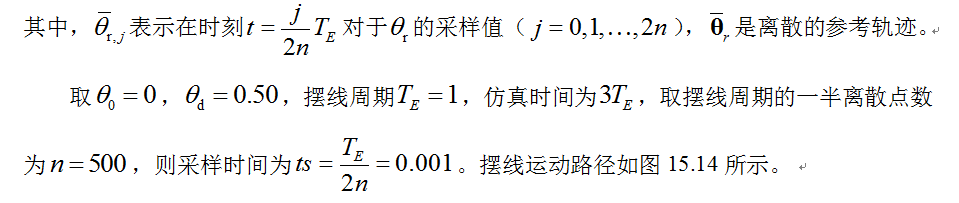 其中，$\overline{\theta}_{\mathrm{r},j}$ 表示在时刻 $t=\frac{j}{2n}T_E$ 对于 $\theta_{\mathrm{r}}$ 的采样值（$j=0,1,\ldots,2n$），$\overline{\boldsymbol{\theta}}_r$ 是离散的参考轨迹。
取 $\theta_0=0$，$\theta_{\mathrm{d}}=0.50$，摆线周期 $T_E=1$，仿真时间为 $3T_E$，取摆线周期的一半离散点数
为 $n=500$，则采样时间为 $ts=\frac{T_E}{2n}=0.001$。摆线运动路径如图 15.14 所示。